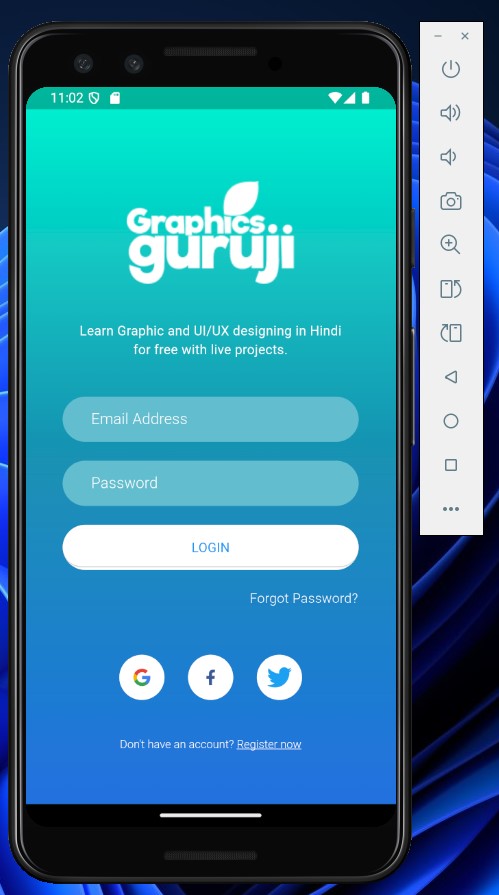 11:02
Graphics
guruji
Learn Graphic and UI/UX designing in Hindi
for free with live projects.
Email Address
Password
LOGIN
Forgot Password?
G
f
Don't have an account? Register now